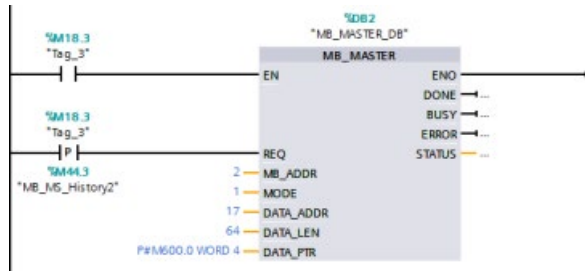 %DB2
"MB_MASTER_DB"
%M18.3
"Tag_3"
MB_MASTER
EN
ENO
DONE
...
BUSY
...
ERROR
...
STATUS
...
%M18.3
"Tag_3"
P
%M44.3
"MB_MS_History2"
REQ
2 MB_ADDR
1 MODE
17 DATA_ADDR
64 DATA_LEN
P#M600.0 WORD 4 DATA_PTR